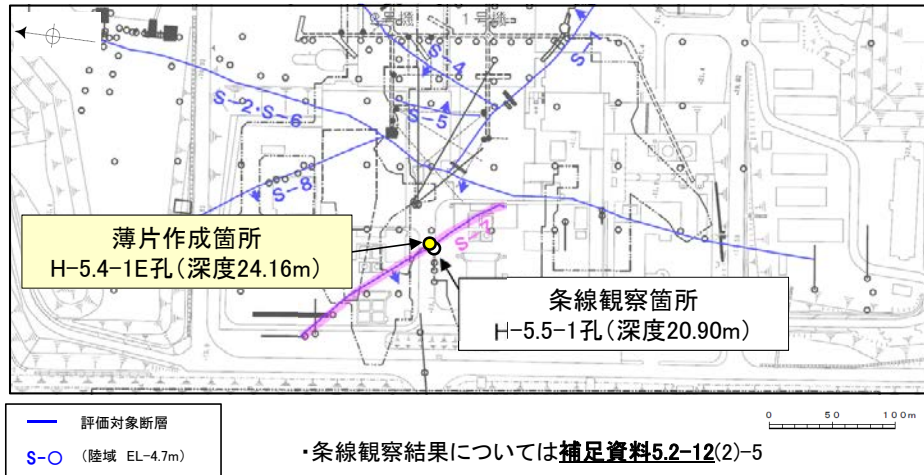 S-4
S-1
S-2・S-6
S-5
S-8
S-7
薄片作成箇所
H-5.4-1E孔(深度24.16m)
条線観察箇所
H-5.5-1孔(深度20.90m)
評価対象断層
S-○ (陸域 EL-4.7m)
0 50 100m
・条線観察結果については補足資料5.2-12(2)-5